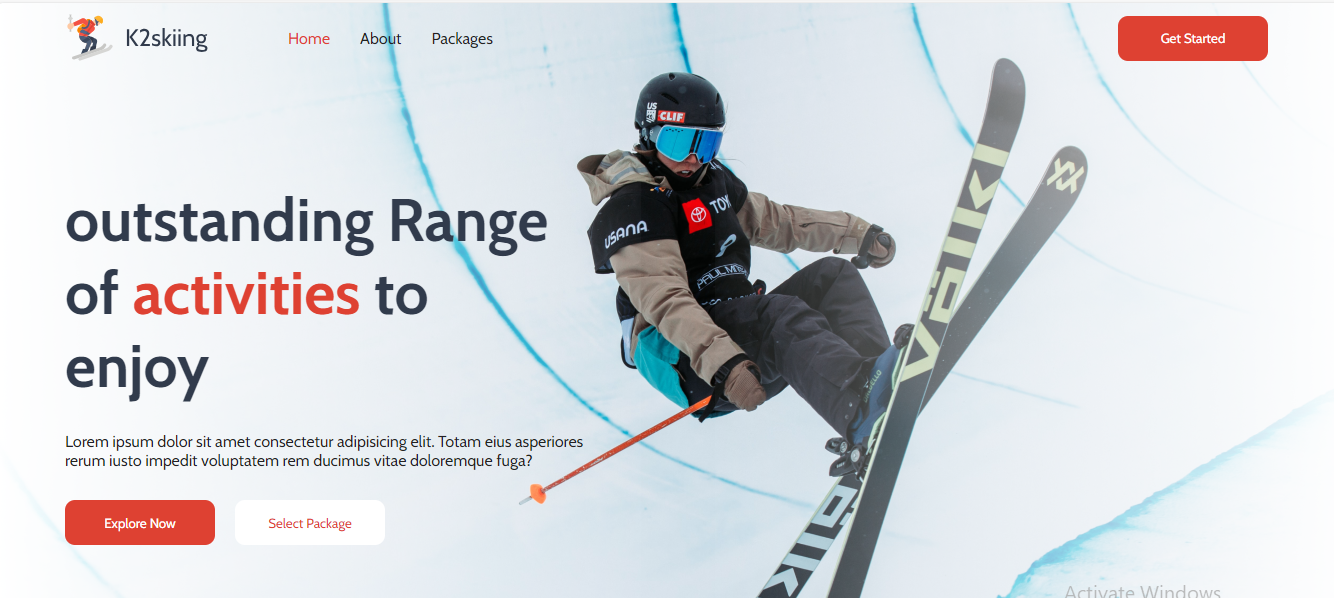 K2skiing
Home About Packages
Get Started
outstanding Range
of activities to
enjoy
Lorem ipsum dolor sit amet consectetur adipisicing elit. Totam eius asperiores
rerum iusto impedit voluptatem rem ducimus vitae doloremque fuga?
Explore Now
Select Package
CLIF
USANA
TOY
PAUL MI
Völkl
Activate Windows